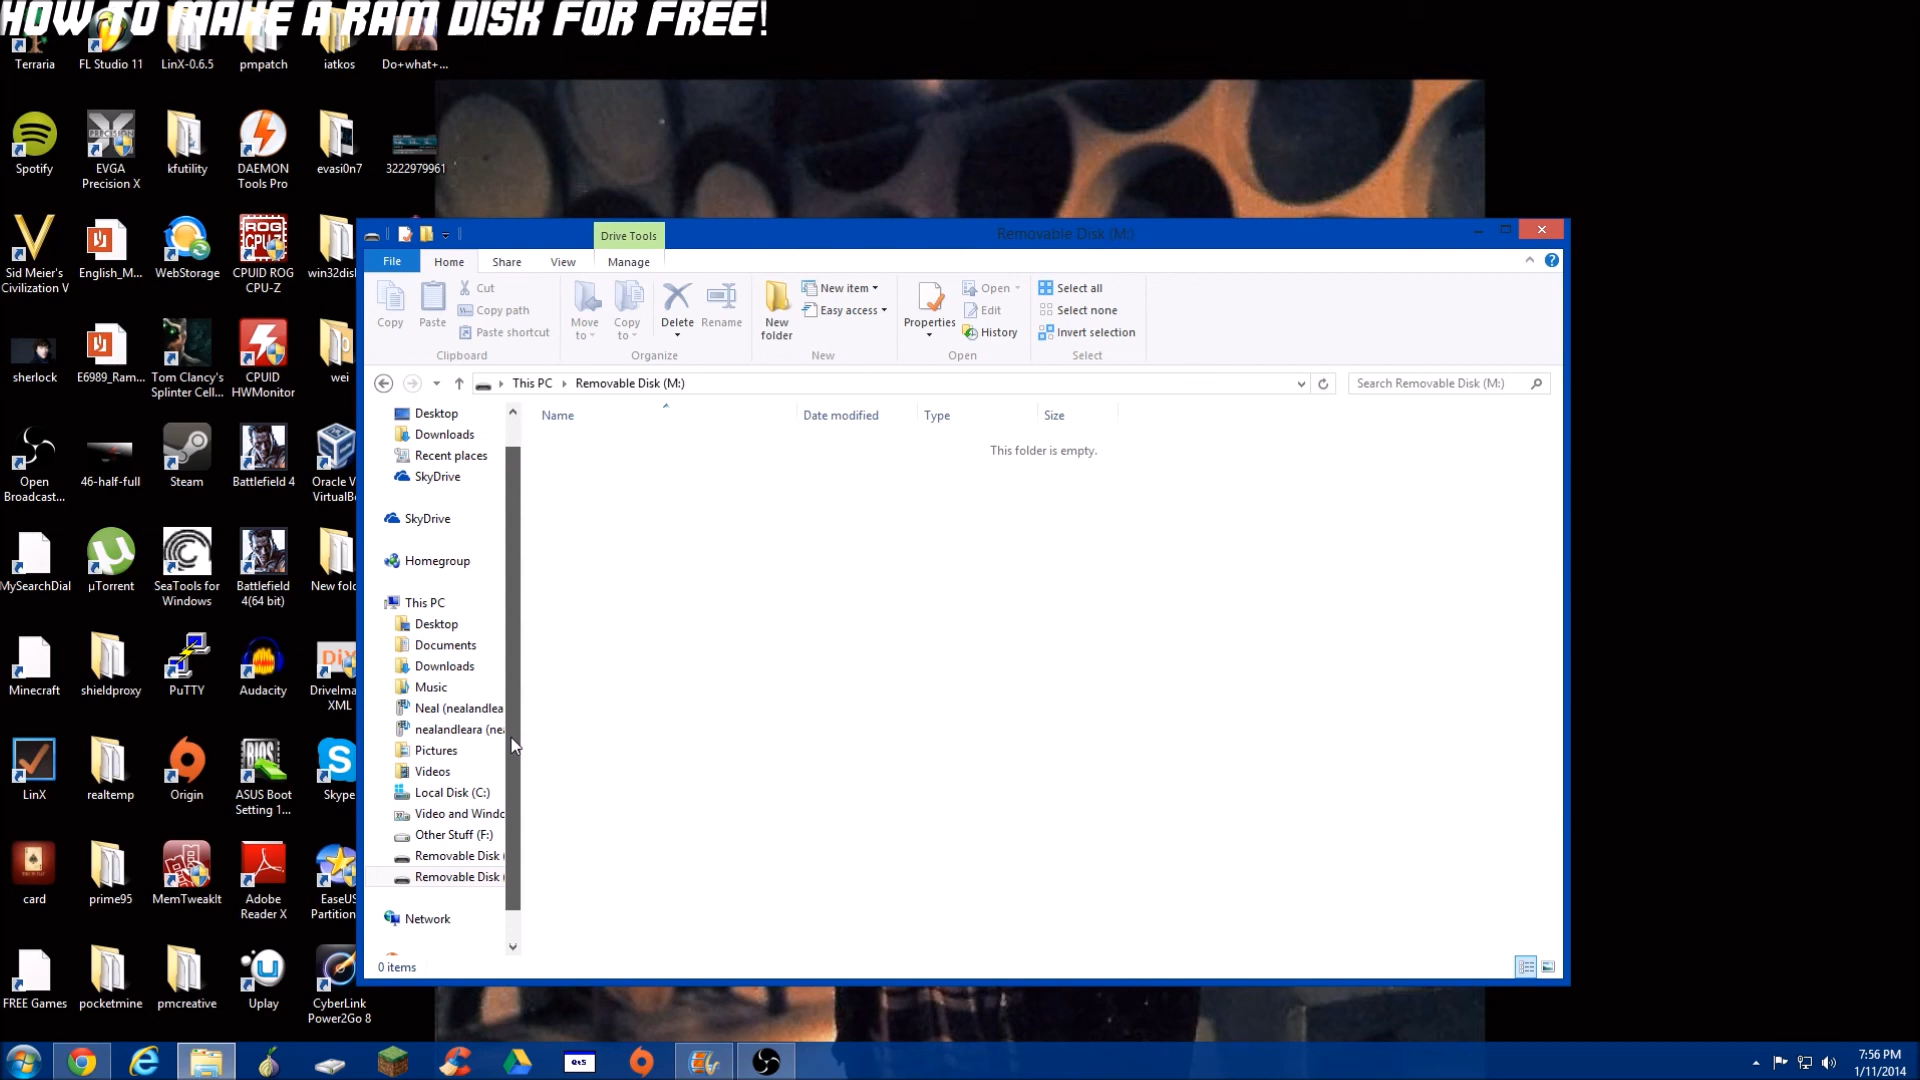 HOW TO MAKE A RAM DISK FOR FREE!
Terraria
FL Studio 11
LinX-0.6.5
pmpatch
iatkos
Do+what+...
Spotify
EVGA
Precision X
kfutility
DAEMON
Tools Pro
evasi0n7
3222979961
Sid Meier's
Civilization V
English_M...
WebStorage
CPUID ROG
CPU-Z
win32disk
sherlock
E6989_Ram...
Tom Clancy's
Splinter Cell...
CPUID
HWMonitor
wei
Open
Broadcast...
46-half-full
Steam
Battlefield 4
Oracle V
VirtualBo
MySearchDial
µTorrent
SeaTools for
Windows
Battlefield
4(64 bit)
New fold
Minecraft
shieldproxy
PuTTY
Audacity
DriveIma
XML
LinX
realtemp
Origin
ASUS Boot
Setting 1...
Skype
card
prime95
MemTweakIt
Adobe
Reader X
EaseUS
Partition
FREE Games
pocketmine
pmcreative
Uplay
CyberLink
Power2Go 8
PRECISION
ROG
CPU-Z
BIOS
DiY
Drive Tools
Removable Disk (M:)
File
Home
Share
View
Manage
Copy
Paste
Cut
Copy path
Paste shortcut
Clipboard
Move
to
Copy
to
Delete
Rename
Organize
New
folder
New item
Easy access
New
Properties
Open
Edit
History
Open
Select all
Select none
Invert selection
Select
This PC
Removable Disk (M:)
Search Removable Disk (M:)
Name
Date modified
Type
Size
This folder is empty.
Desktop
Downloads
Recent places
SkyDrive
SkyDrive
Homegroup
This PC
Desktop
Documents
Downloads
Music
Neal (nealandlea
nealandleara (nea
Pictures
Videos
Local Disk (C:)
Video and Windo
Other Stuff (F:)
Removable Disk (
Removable Disk (
Network
0 items
QtS
7:56 PM
1/11/2014